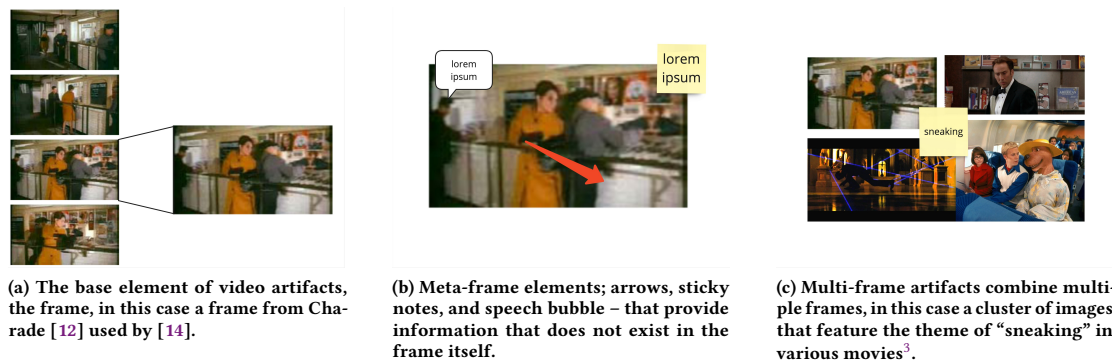 lorem
ipsum
lorem
ipsum
sneaking
(a) The base element of video artifacts,
the frame, in this case a frame from Cha-
rade [12] used by [14].
(b) Meta-frame elements; arrows, sticky
notes, and speech bubble – that provide
information that does not exist in the
frame itself.
(c) Multi-frame artifacts combine multi-
ple frames, in this case a cluster of images
that feature the theme of “sneaking” in
various movies³.